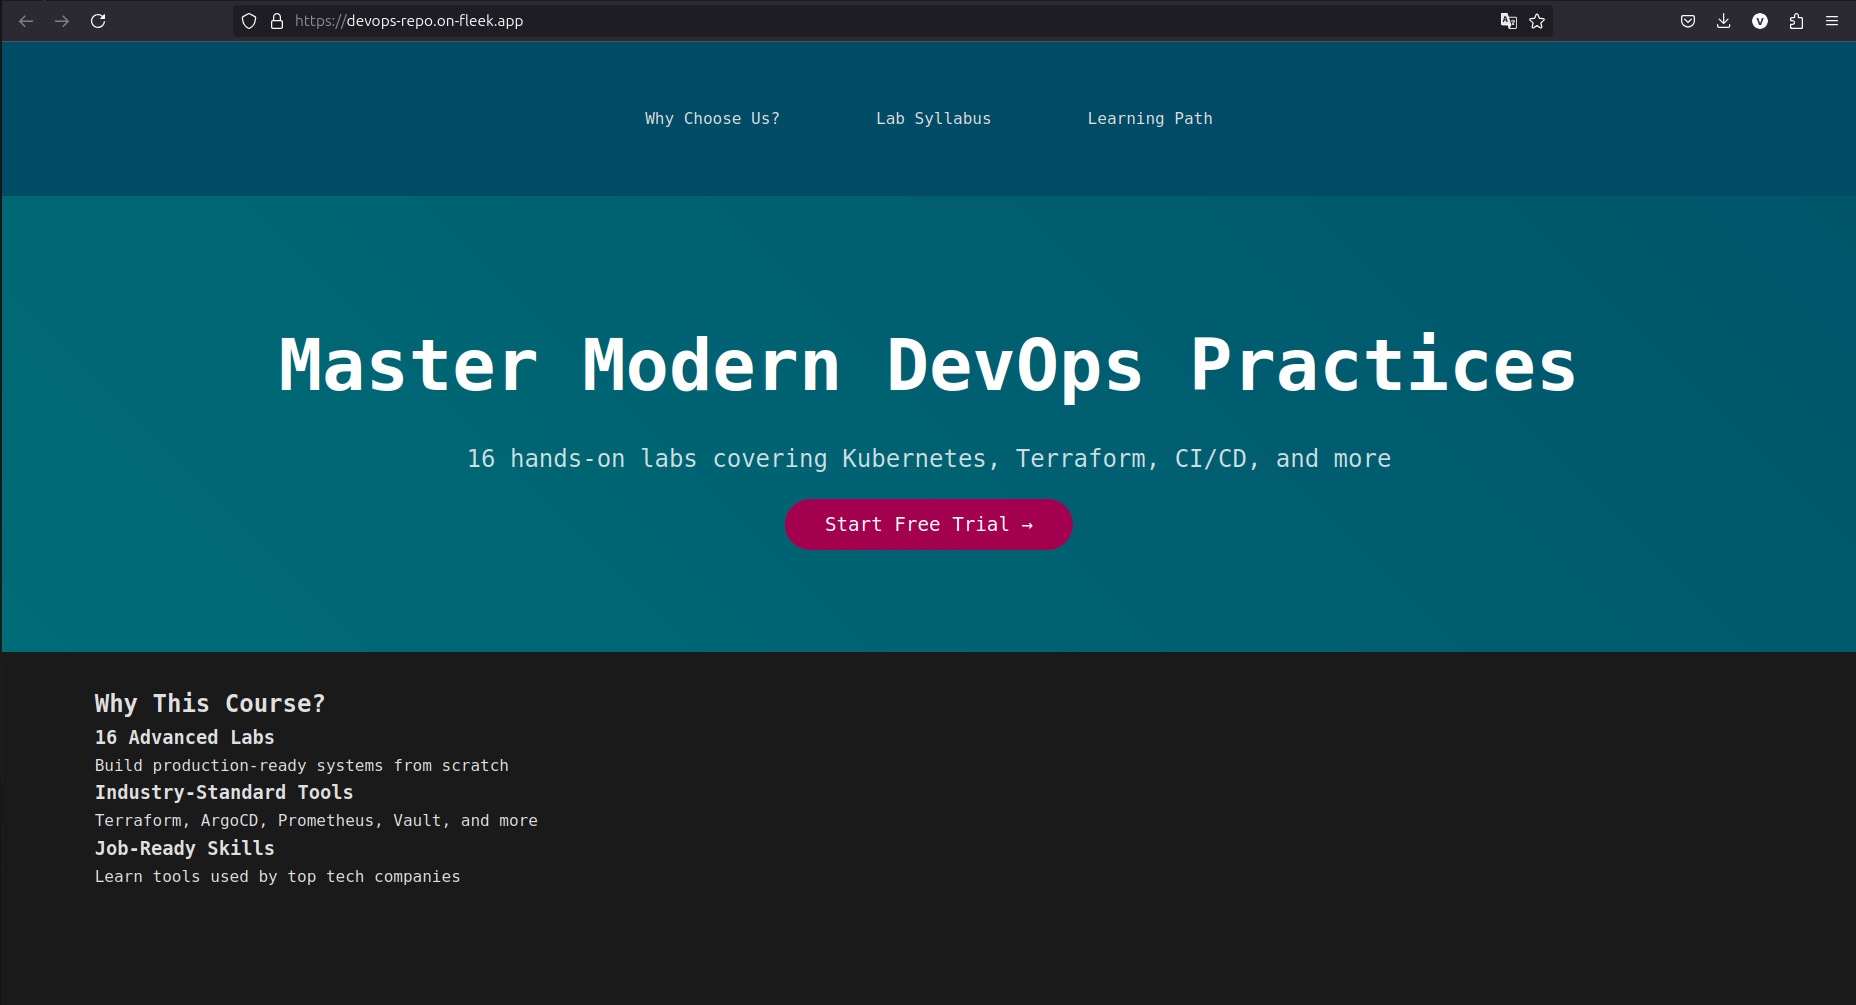 https://devops-repo.on-fleek.app
Why Choose Us? Lab Syllabus Learning Path
Master Modern DevOps Practices
16 hands-on labs covering Kubernetes, Terraform, CI/CD, and more
Start Free Trial →
Why This Course?
16 Advanced Labs
Build production-ready systems from scratch
Industry-Standard Tools
Terraform, ArgoCD, Prometheus, Vault, and more
Job-Ready Skills
Learn tools used by top tech companies